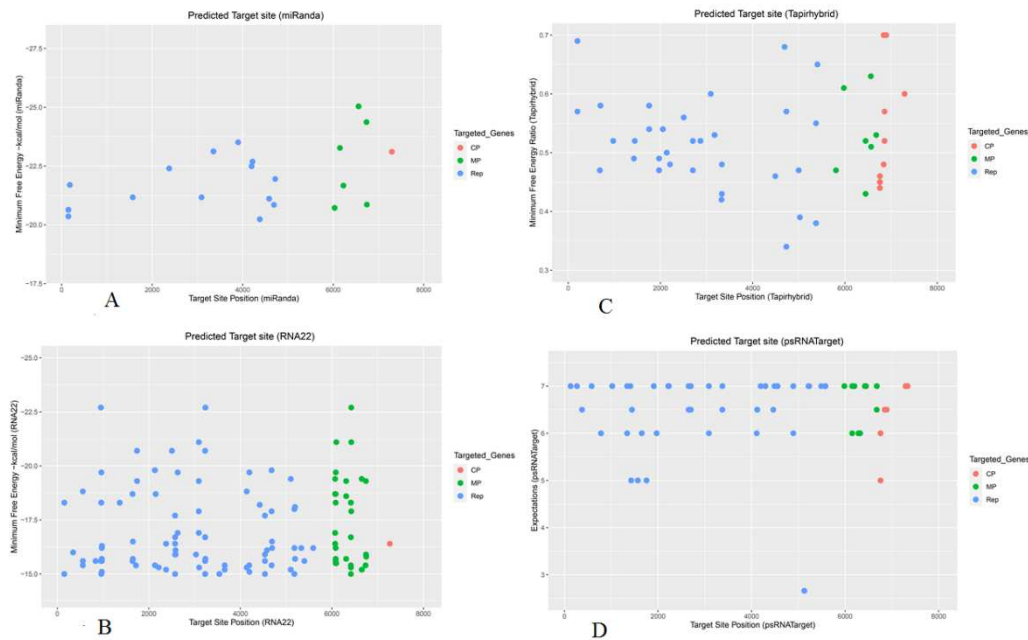 Predicted Target site (miRanda)
Minimum Free Energy −kcal/mol (miRanda)
−27.5
−25.0
−22.5
−20.0
−17.5
0 2000 4000 6000 8000
Target Site Position (miRanda)
A
Targeted_Genes
CP
MP
Rep
Predicted Target site (Tapirhybrid)
Minimum Free Energy Ratio (Tapirhybrid)
0.7
0.6
0.5
0.4
0.3
0 2000 4000 6000 8000
Target Site Position (Tapirhybrid)
C
Targeted_Genes
CP
MP
Rep
Predicted Target site (RNA22)
Minimum Free Energy −kcal/mol (RNA22)
−25.0
−22.5
−20.0
−17.5
−15.0
0 2000 4000 6000 8000
Target Site Position (RNA22)
B
Targeted_Genes
CP
MP
Rep
Predicted Target site (psRNATarget)
Expectations (psRNATarget)
7
6
5
4
3
0 2000 4000 6000 8000
Target Site Position (psRNATarget)
D
Targeted_Genes
CP
MP
Rep